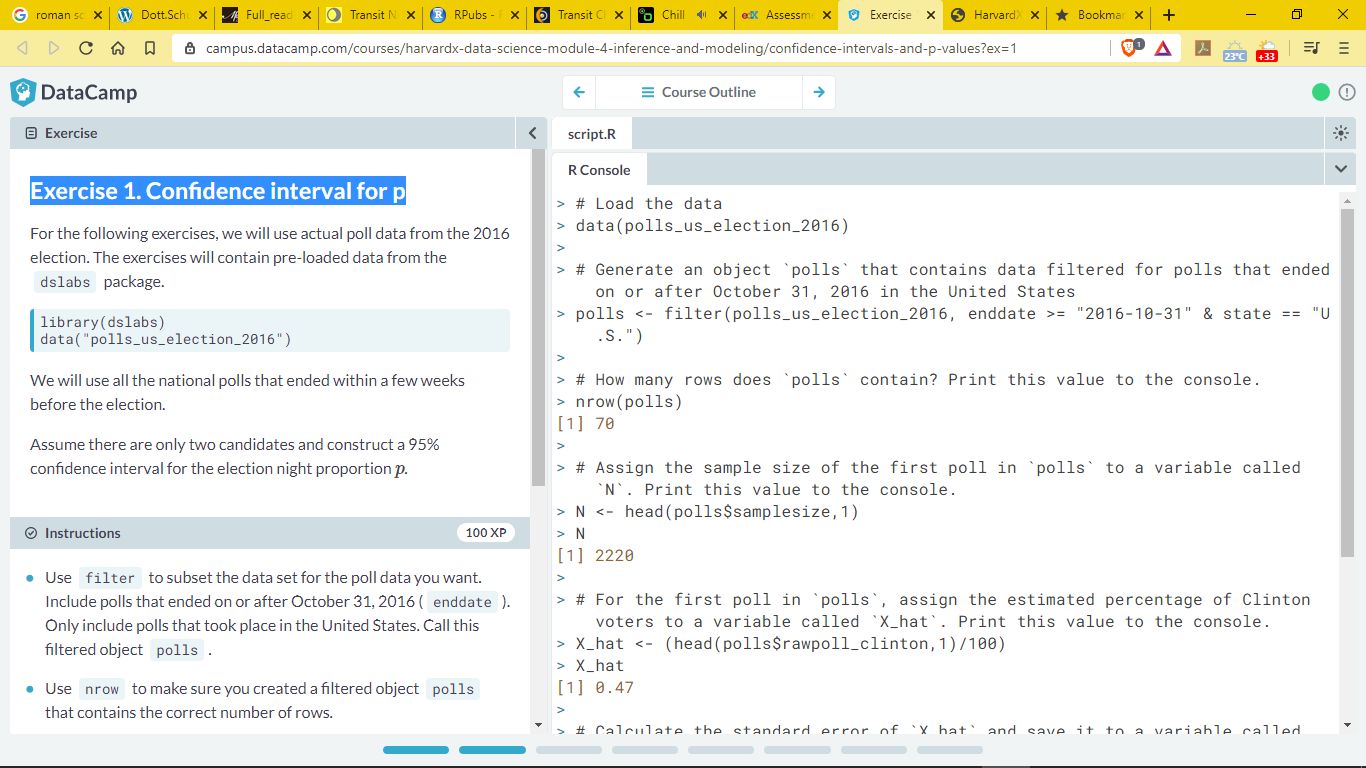 roman sc
Dott.Schu
Full_readi
Transit N
RPubs - F
Transit Ci
Chill
Assessme
Exercise
HarvardX
Bookmar
campus.datacamp.com/courses/harvardx-data-science-module-4-inference-and-modeling/confidence-intervals-and-p-values?ex=1
1
23°C
+33
DataCamp
Course Outline
Exercise
Exercise 1. Confidence interval for p
For the following exercises, we will use actual poll data from the 2016
election. The exercises will contain pre-loaded data from the
dslabs package.
library(dslabs)
data("polls_us_election_2016")
We will use all the national polls that ended within a few weeks
before the election.
Assume there are only two candidates and construct a 95%
confidence interval for the election night proportion p.
Instructions
100 XP
Use filter to subset the data set for the poll data you want.
Include polls that ended on or after October 31, 2016 ( enddate ).
Only include polls that took place in the United States. Call this
filtered object polls .
Use nrow to make sure you created a filtered object polls
that contains the correct number of rows.
script.R
R Console
> # Load the data
> data(polls_us_election_2016)
>
> # Generate an object `polls` that contains data filtered for polls that ended
on or after October 31, 2016 in the United States
> polls <- filter(polls_us_election_2016, enddate >= "2016-10-31" & state == "U
.S.")
>
> # How many rows does `polls` contain? Print this value to the console.
> nrow(polls)
[1] 70
>
> # Assign the sample size of the first poll in `polls` to a variable called
`N`. Print this value to the console.
> N <- head(polls$samplesize,1)
> N
[1] 2220
>
> # For the first poll in `polls`, assign the estimated percentage of Clinton
voters to a variable called `X_hat`. Print this value to the console.
> X_hat <- (head(polls$rawpoll_clinton,1)/100)
> X_hat
[1] 0.47
>
> # Calculate the standard error of `X_hat` and save it to a variable called